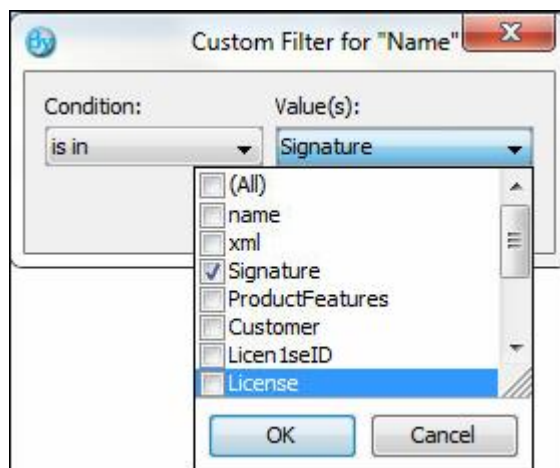 By
Custom Filter for "Name"
Condition: Value(s):
is in Signature
(All)
name
xml
Signature
ProductFeatures
Customer
Licen1seID
License
OK Cancel